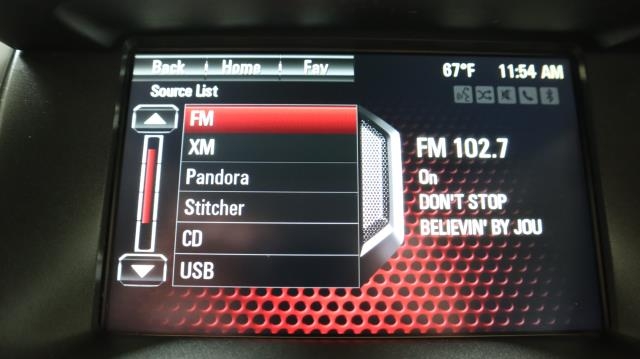 Back Home Fav
67°F 11:54 AM
Source List
FM
XM
Pandora
Stitcher
CD
USB
FM 102.7
On
DON'T STOP
BELIEVIN' BY JOU